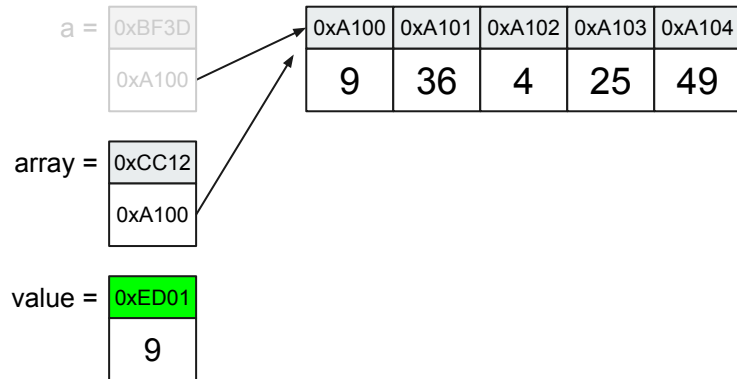 a = 0xBF3D 0xA100 0xA101 0xA102 0xA103 0xA104
0xA100 9 36 4 25 49
array = 0xCC12
0xA100
value = 0xED01
9